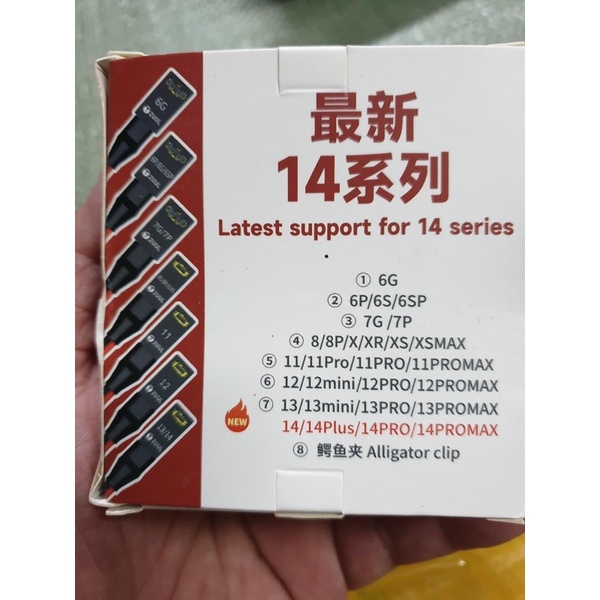 最新
14系列
Latest support for 14 series
① 6G
② 6P/6S/6SP
③ 7G /7P
④ 8/8P/X/XR/XS/XSMAX
⑤ 11/11Pro/11PRO/11PROMAX
⑥ 12/12mini/12PRO/12PROMAX
⑦ 13/13mini/13PRO/13PROMAX
NEW
14/14Plus/14PRO/14PROMAX
⑧ 鳄鱼夹 Alligator clip
6G
6P/6S/6SP
7G/7P
11
12
13/14